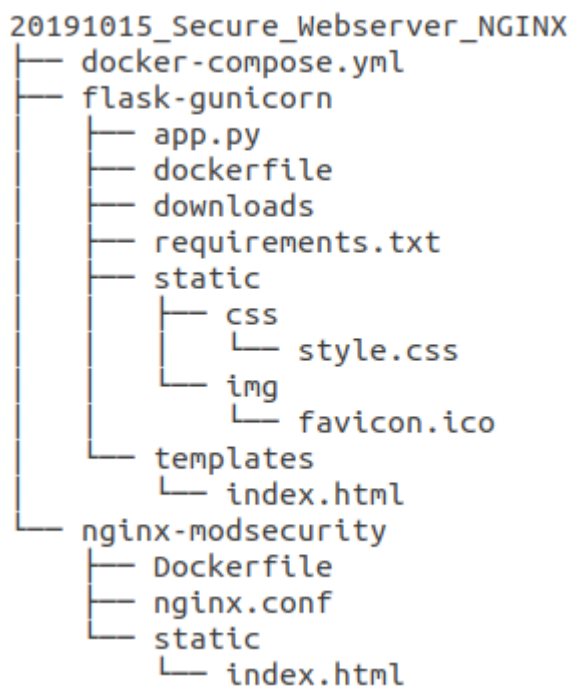 20191015_Secure_Webserver_NGINX
├── docker-compose.yml
├── flask-gunicorn
│   ├── app.py
│   ├── dockerfile
│   ├── downloads
│   ├── requirements.txt
│   ├── static
│   │   ├── css
│   │   │   └── style.css
│   │   └── img
│   │       └── favicon.ico
│   └── templates
│       └── index.html
└── nginx-modsecurity
    ├── Dockerfile
    ├── nginx.conf
    └── static
        └── index.html